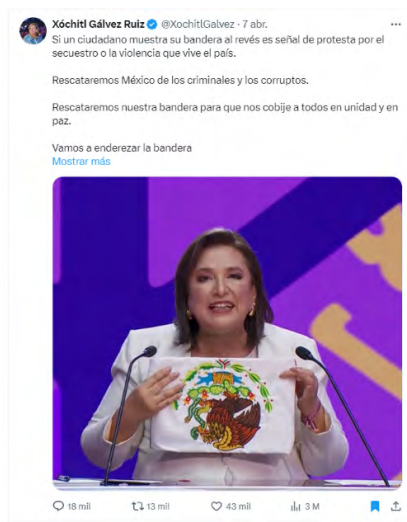 Xóchitl Gálvez Ruiz @XochitlGalvez · 7 abr.
Si un ciudadano muestra su bandera al revés es señal de protesta por el
secuestro o la violencia que vive el país.
Rescataremos México de los criminales y los corruptos.
Rescataremos nuestra bandera para que nos cobije a todos en unidad y en
paz.
Vamos a enderezar la bandera
Mostrar más
18 mil 13 mil 43 mil 3 M